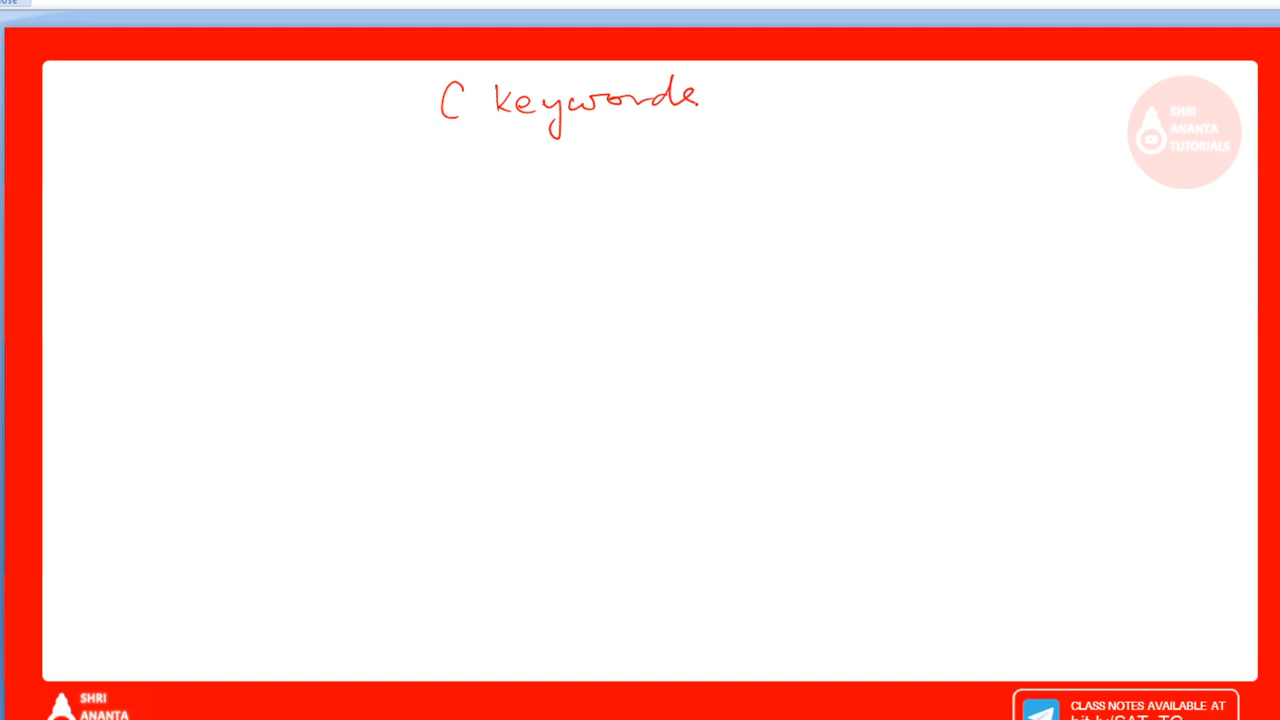 C keywords
SHRI
ANANTA
TUTORIALS
SHRI
ANANTA
CLASS NOTES AVAILABLE AT